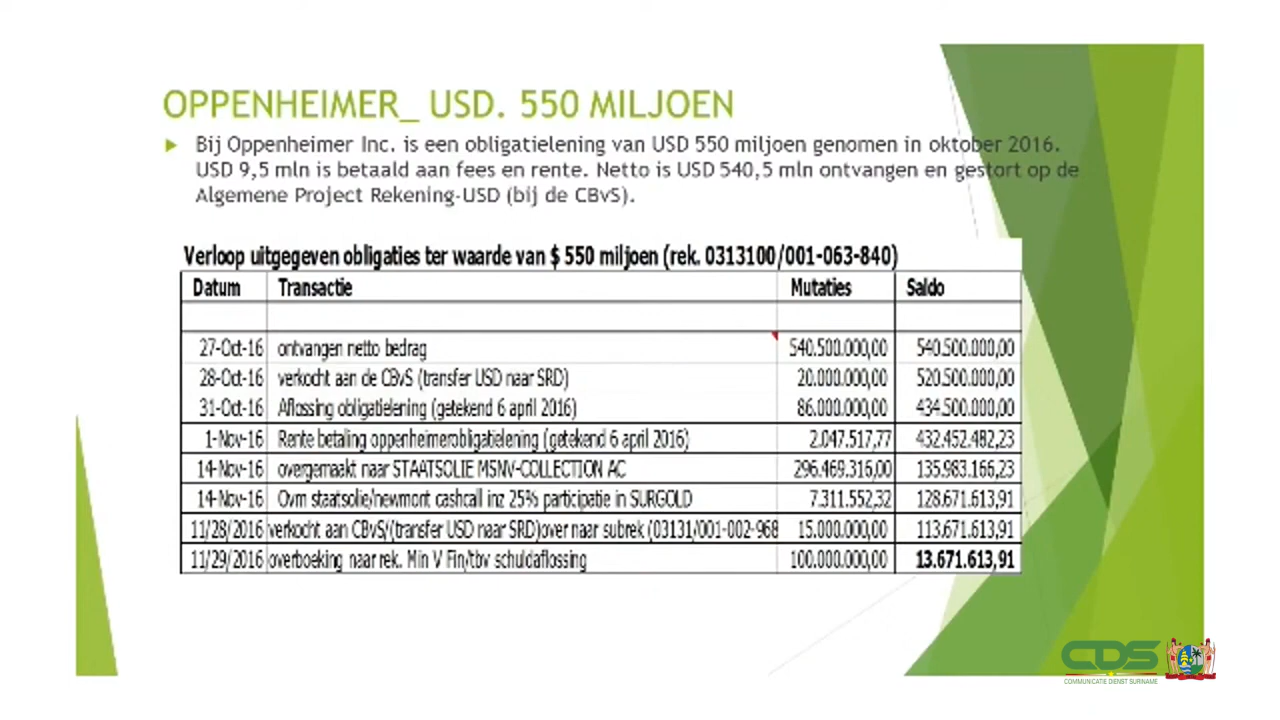 OPPENHEIMER_ USD. 550 MILJOEN
Bij Oppenheimer Inc. is een obligatielening van USD 550 miljoen genomen in oktober 2016.
USD 9,5 mln is betaald aan fees en rente. Netto is USD 540,5 mln ontvangen en gestort op de
Algemene Project Rekening-USD (bij de CBvS).
Verloop uitgegeven obligaties ter waarde van $ 550 miljoen (rek. 0313100/001-063-840)
Datum Transactie Mutaties Saldo
27-Oct-16 ontvangen netto bedrag 540.500.000,00 540.500.000,00
28-Oct-16 verkocht aan de CBvS (transfer USD naar SRD) 20.000.000,00 520.500.000,00
31-Oct-16 Aflossing obligatielening (getekend 6 april 2016) 86.000.000,00 434.500.000,00
1-Nov-16 Rente betaling oppenheimerobligatielening (getekend 6 april 2016) 2.047.517,77 432.452.482,23
14-Nov-16 overgemaakt naar STAATSOLIE MSNV-COLLECTION AC 296.469.316,00 135.983.166,23
14-Nov-16 Ovm staatsolie/newmont cashcall inz 25% participatie in SURGOLD 7.311.552,32 128.671.613,91
11/28/2016 verkocht aan CBvS/(transfer USD naar SRD)over naar subrek (03131/001-002-968 15.000.000,00 113.671.613,91
11/29/2016 overboeking naar rek. Min V Fin/tbv schuldaflossing 100.000.000,00 13.671.613,91
CDS
COMMUNICATIE DIENST SURINAME